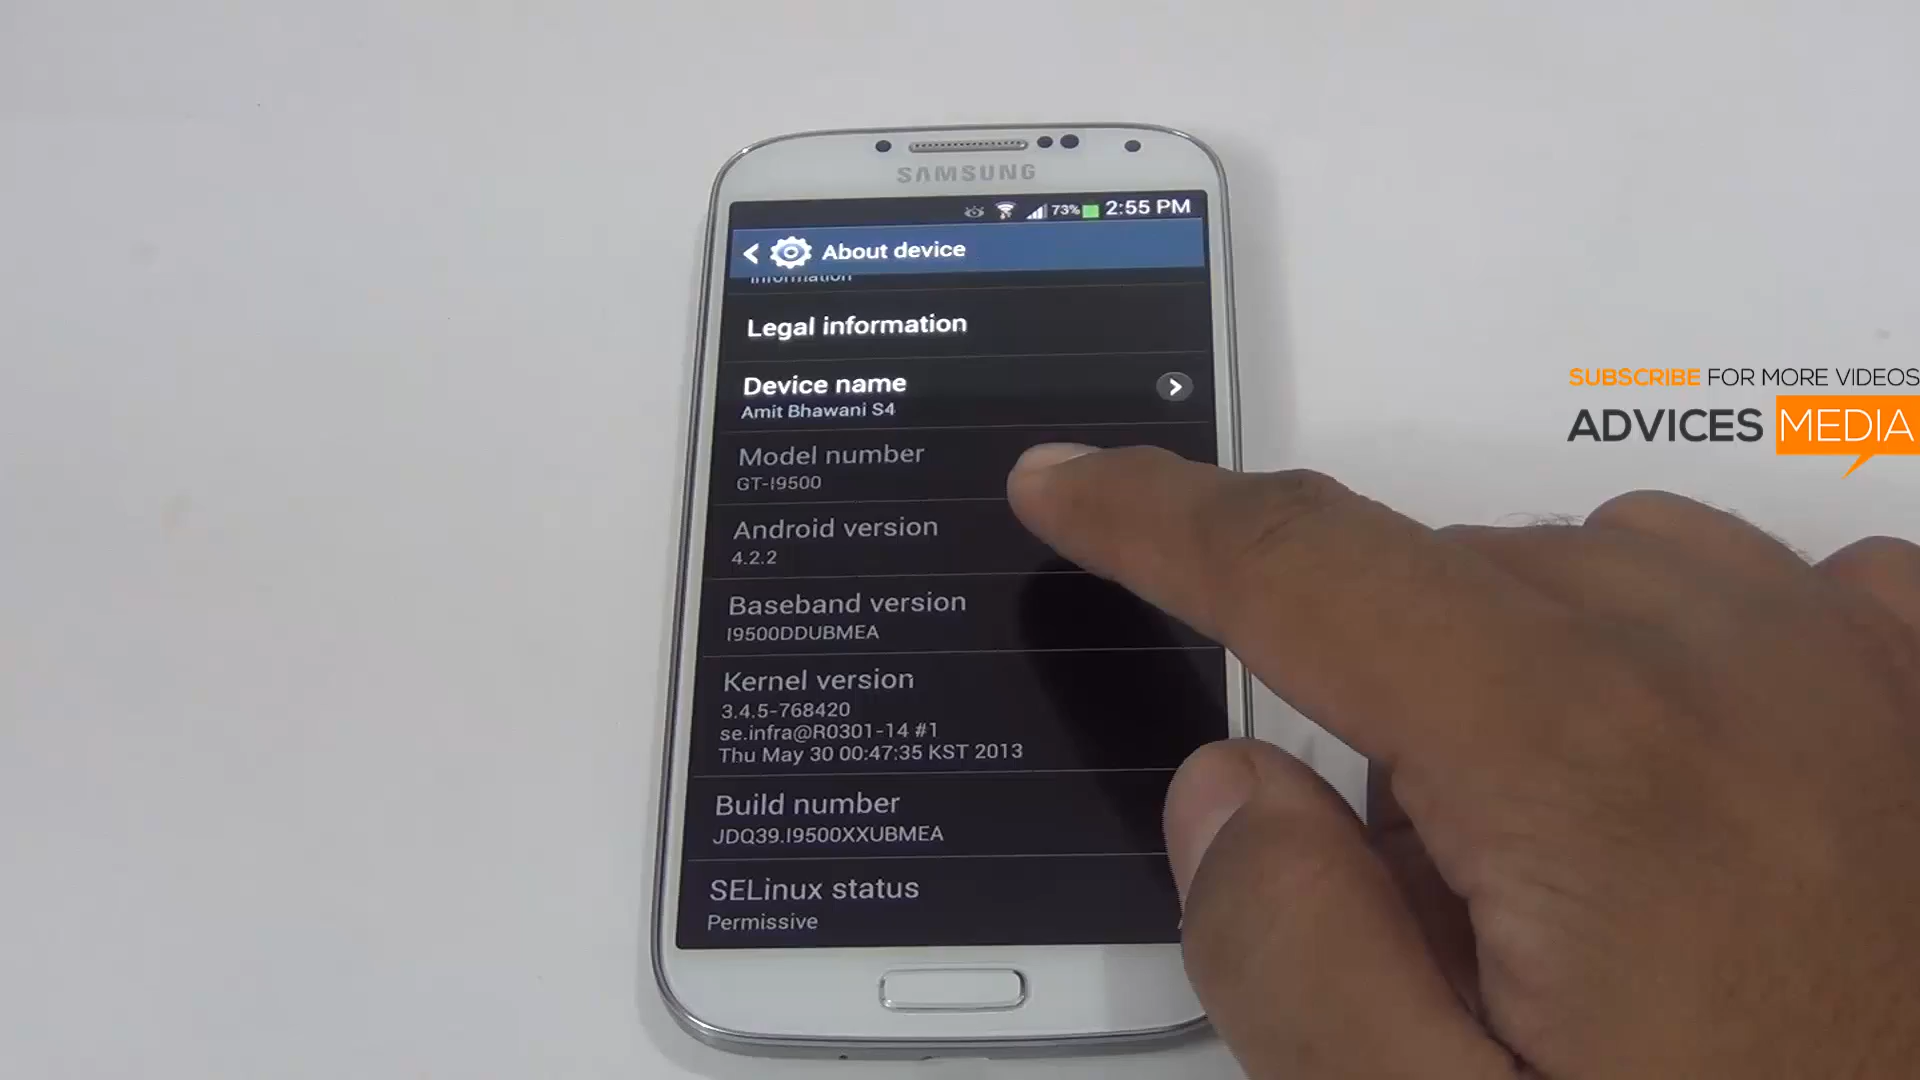 SAMSUNG
73% 2:55 PM
About device
information
Legal information
Device name
Amit Bhawani S4
Model number
GT-I9500
Android version
4.2.2
Baseband version
I9500DDUBMEA
Kernel version
3.4.5-768420
se.infra@R0301-14 #1
Thu May 30 00:47:35 KST 2013
Build number
JDQ39.I9500XXUBMEA
SELinux status
Permissive
SUBSCRIBE FOR MORE VIDEOS
ADVICES MEDIA